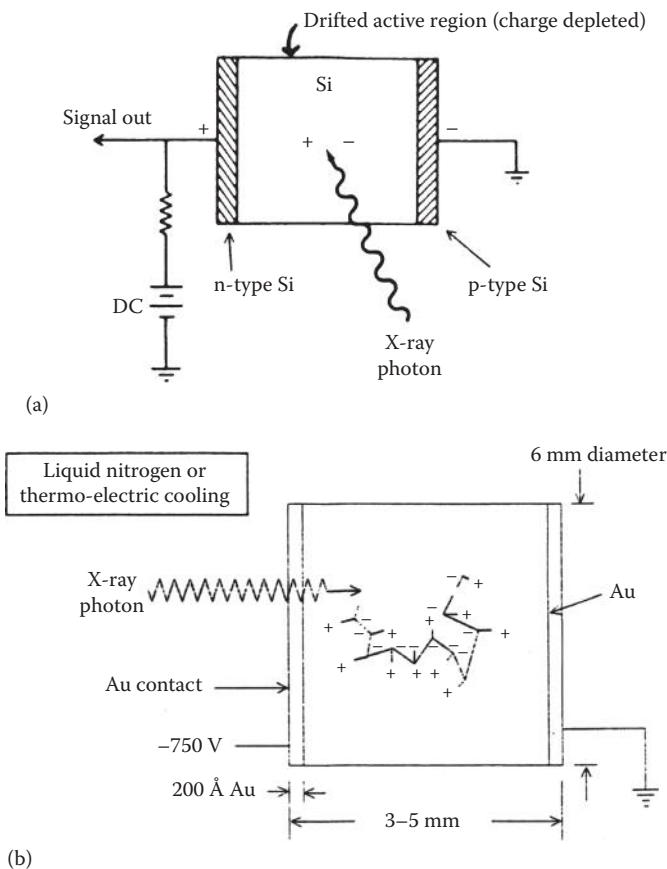 Drifted active region (charge depleted)
Si
Signal out
+
−
+ −
n-type Si
p-type Si
DC
X-ray
photon
(a)
Liquid nitrogen or
thermo-electric cooling
6 mm diameter
X-ray
photon
Au
Au contact
−750 V
200 Å Au
3–5 mm
(b)